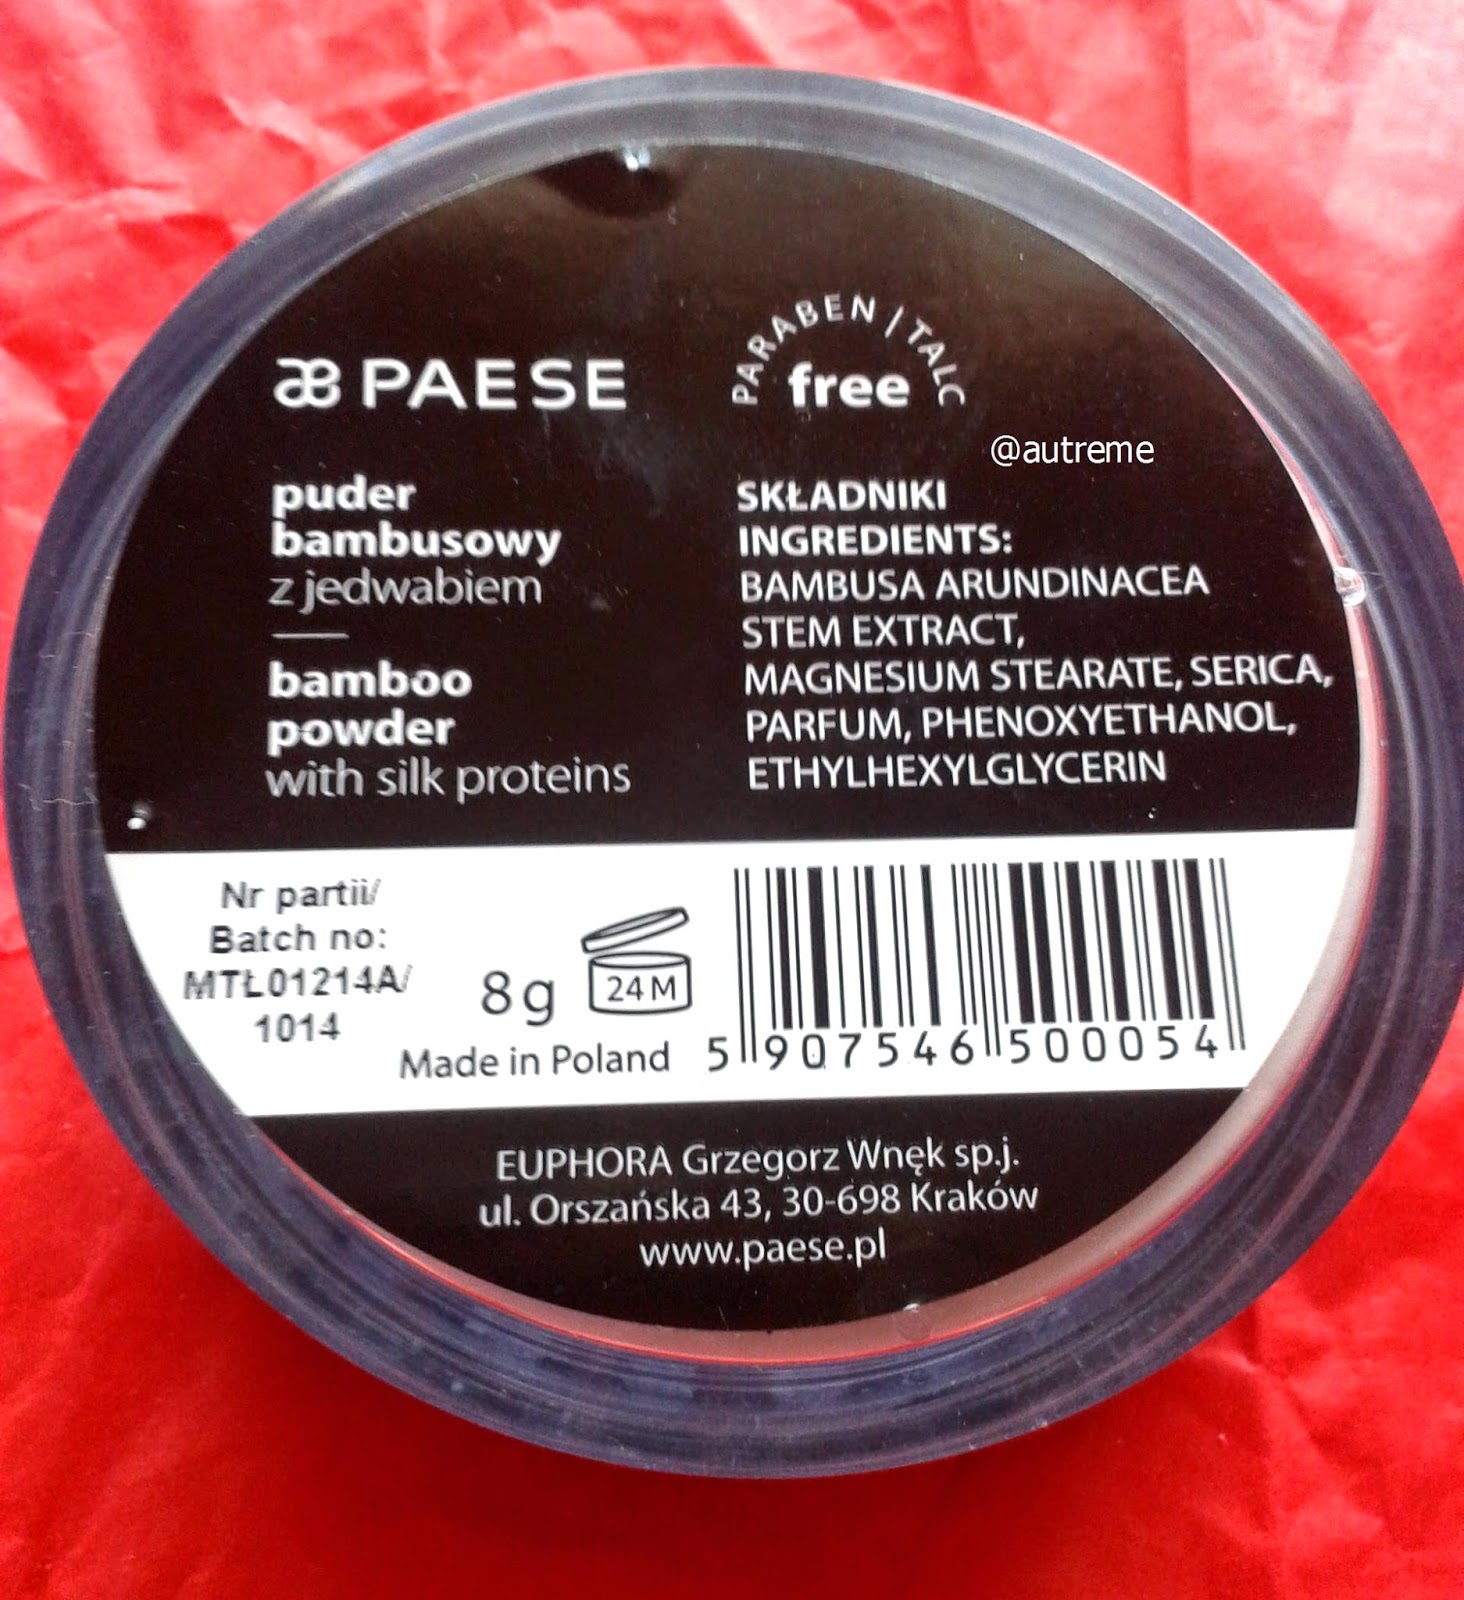 PAESE
puder
bambusowy
z jedwabiem
bamboo
powder
with silk proteins
PARABEN | TALC
free
@autreme
SKŁADNIKI
INGREDIENTS:
BAMBUSA ARUNDINACEA
STEM EXTRACT,
MAGNESIUM STEARATE, SERICA,
PARFUM, PHENOXYETHANOL,
ETHYLHEXYLGLYCERIN
Nr partii/
Batch no:
MTŁ01214A/
1014
8g
24 M
Made in Poland
5 907546 500054
EUPHORA Grzegorz Wnęk sp.j.
ul. Orszańska 43, 30-698 Kraków
www.paese.pl